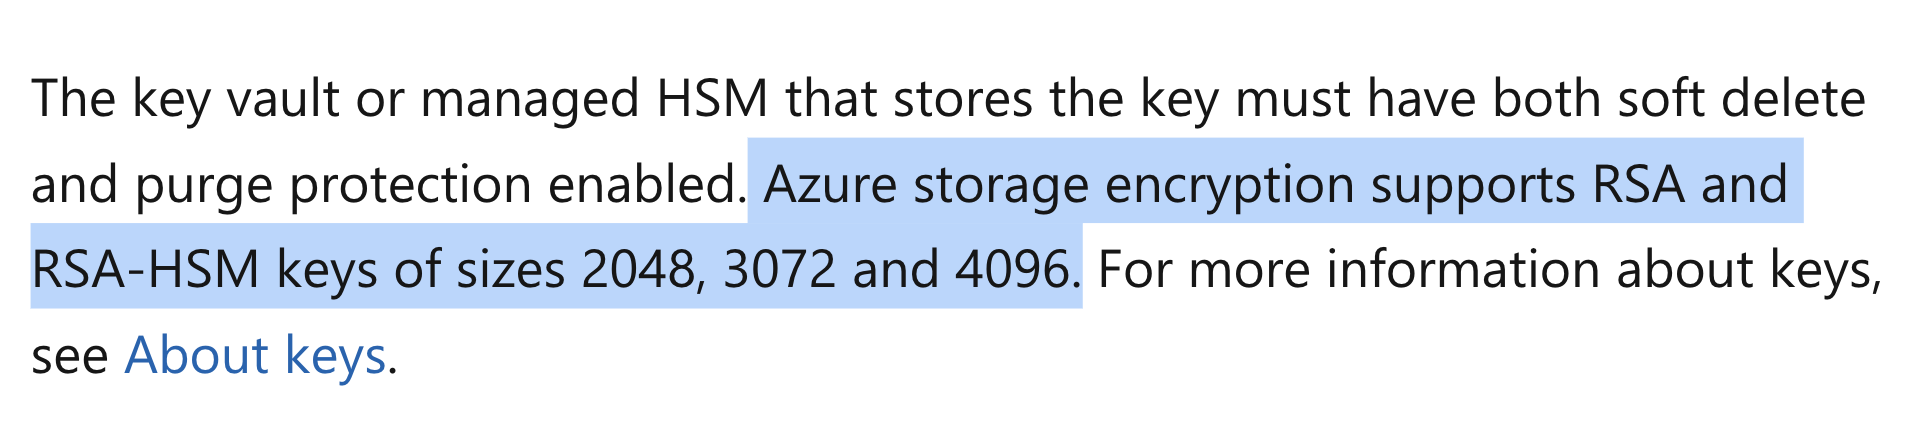 The key vault or managed HSM that stores the key must have both soft delete
and purge protection enabled. Azure storage encryption supports RSA and
RSA-HSM keys of sizes 2048, 3072 and 4096. For more information about keys,
see About keys.